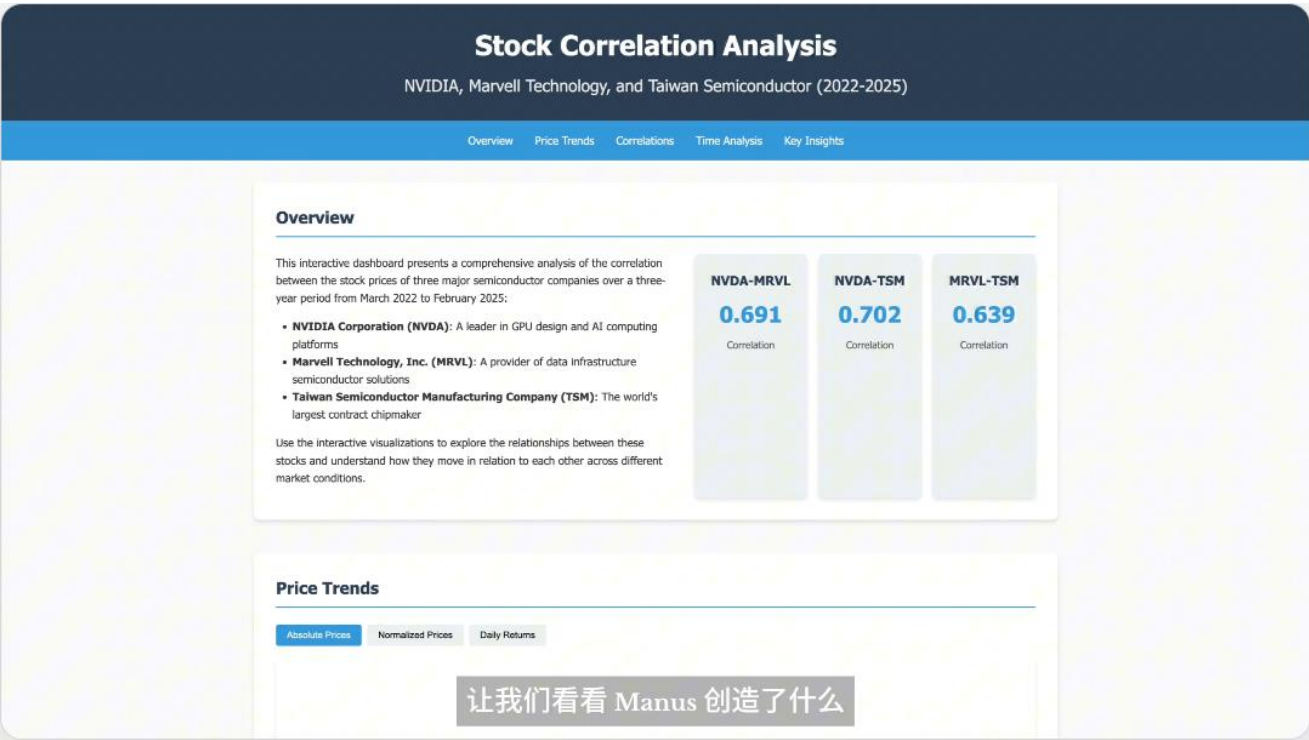 Stock Correlation Analysis
NVIDIA, Marvell Technology, and Taiwan Semiconductor (2022-2025)
Overview Price Trends Correlations Time Analysis Key Insights
Overview
This interactive dashboard presents a comprehensive analysis of the correlation
between the stock prices of three major semiconductor companies over a three-
year period from March 2022 to February 2025:
• NVIDIA Corporation (NVDA): A leader in GPU design and AI computing
platforms
• Marvell Technology, Inc. (MRVL): A provider of data infrastructure
semiconductor solutions
• Taiwan Semiconductor Manufacturing Company (TSM): The world's
largest contract chipmaker
Use the interactive visualizations to explore the relationships between these
stocks and understand how they move in relation to each other across different
market conditions.
NVDA-MRVL
0.691
Correlation
NVDA-TSM
0.702
Correlation
MRVL-TSM
0.639
Correlation
Price Trends
Absolute Prices Normalized Prices Daily Returns
让我们看看 Manus 创造了什么